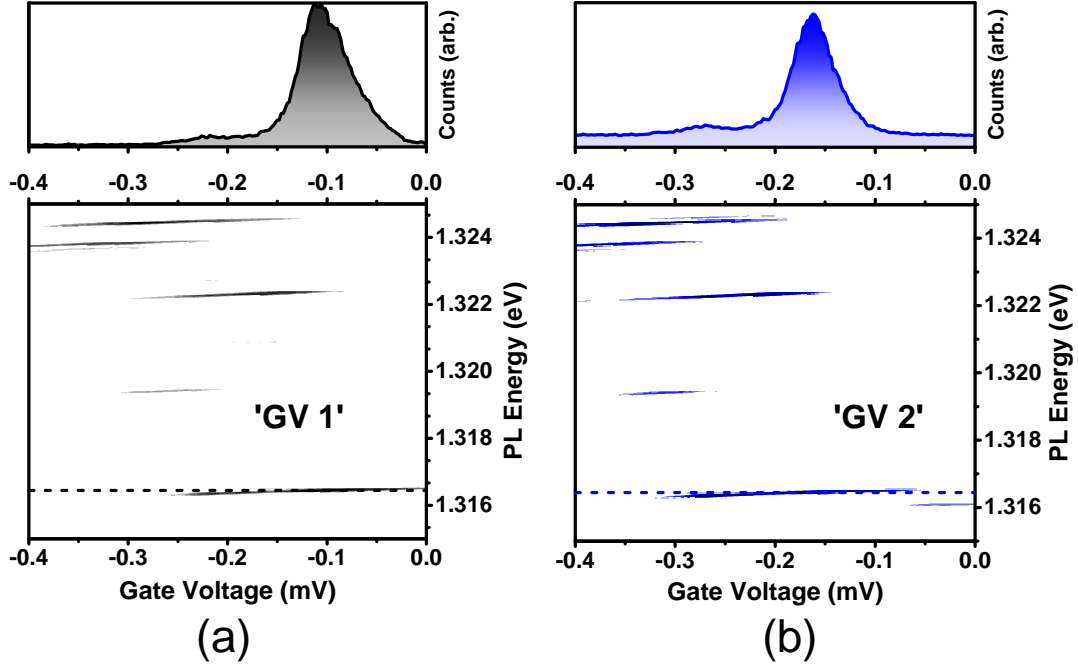 Counts (arb.)
-0.4 -0.3 -0.2 -0.1 0.0
1.324
1.322
1.320
1.318
1.316
PL Energy (eV)
'GV 1'
-0.4 -0.3 -0.2 -0.1 0.0
Gate Voltage (mV)
(a)
Counts (arb.)
-0.4 -0.3 -0.2 -0.1 0.0
1.324
1.322
1.320
1.318
1.316
PL Energy (eV)
'GV 2'
-0.4 -0.3 -0.2 -0.1 0.0
Gate Voltage (mV)
(b)